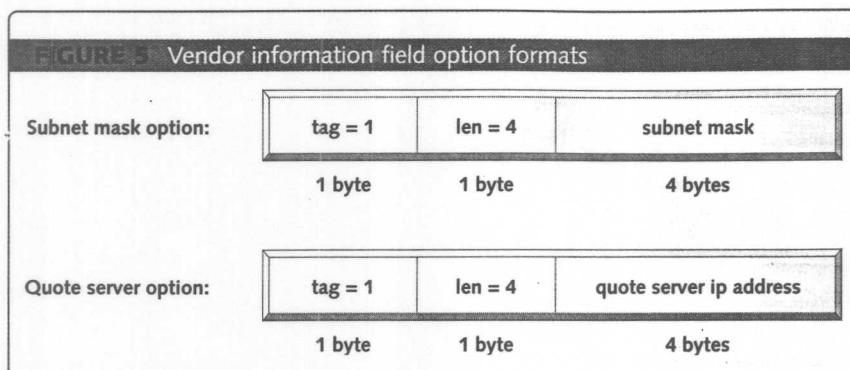 FIGURE 5 Vendor information field option formats
Subnet mask option: tag = 1 len = 4 subnet mask
1 byte 1 byte 4 bytes
Quote server option: tag = 1 len = 4 quote server ip address
1 byte 1 byte 4 bytes